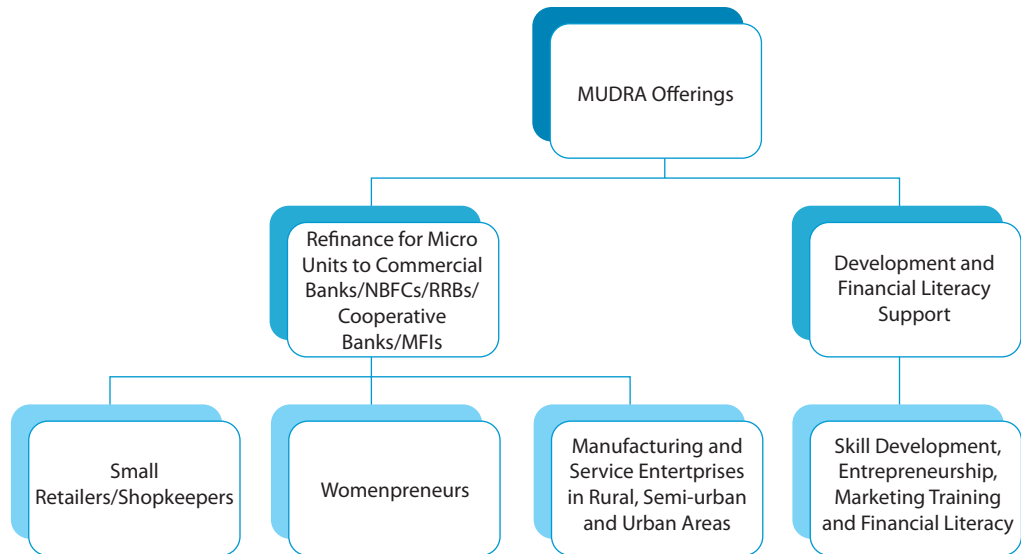 MUDRA Offerings
Refinance for Micro
Units to Commercial
Banks/NBFCs/RRBs/
Cooperative
Banks/MFIs
Development and
Financial Literacy
Support
Small
Retailers/Shopkeepers
Womenpreneurs
Manufacturing and
Service Entertprises
in Rural, Semi-urban
and Urban Areas
Skill Development,
Entrepreneurship,
Marketing Training
and Financial Literacy